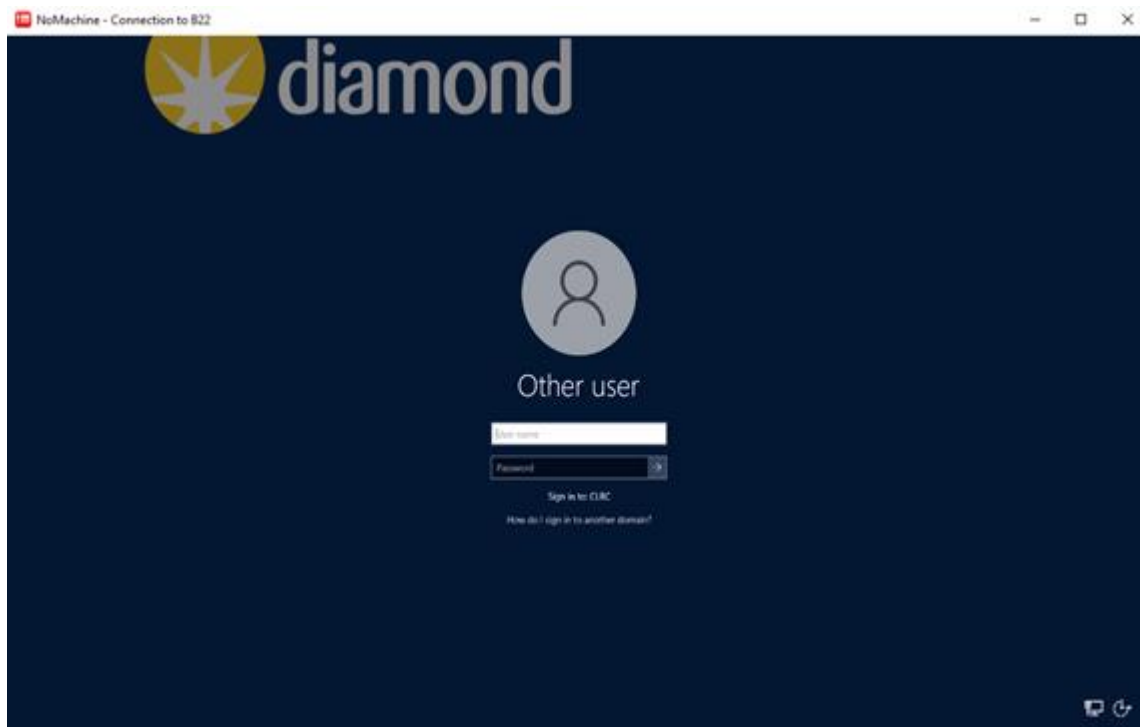 NoMachine - Connection to B22
diamond
Other user
User name
Password
Sign in to: CLRC
How do I sign in to another domain?